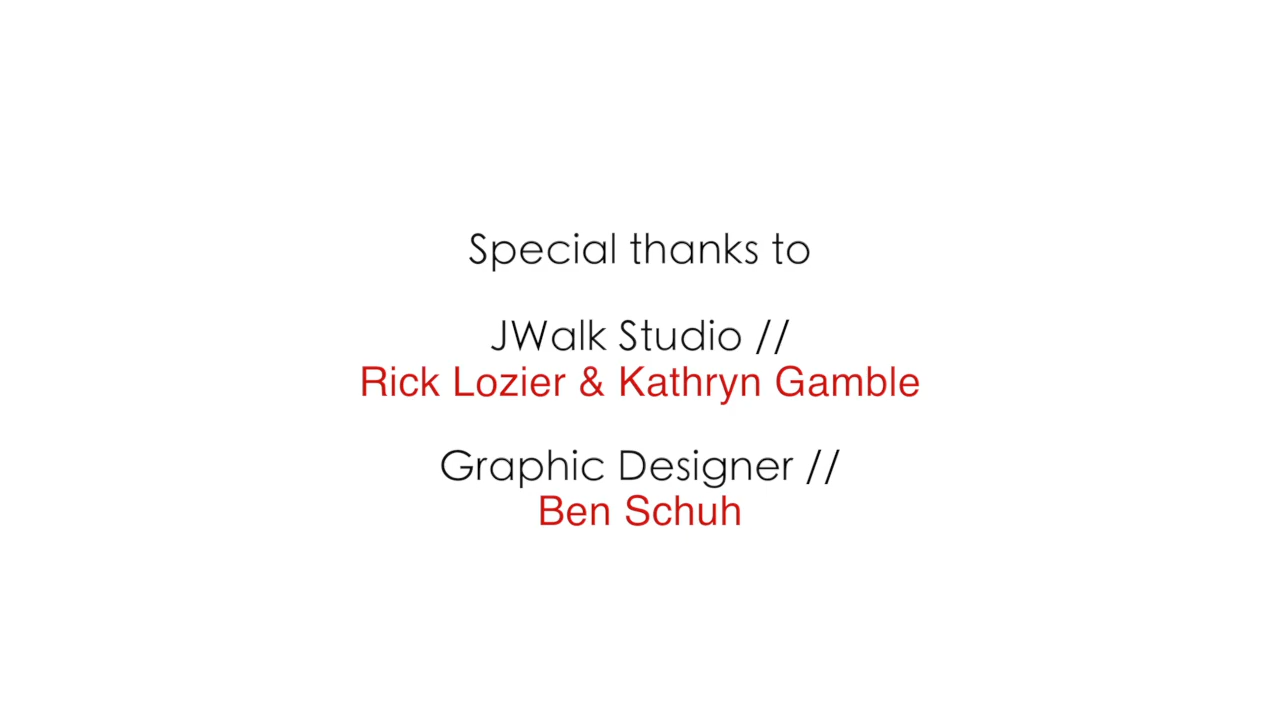 Special thanks to
JWalk Studio //
Rick Lozier & Kathryn Gamble
Graphic Designer //
Ben Schuh